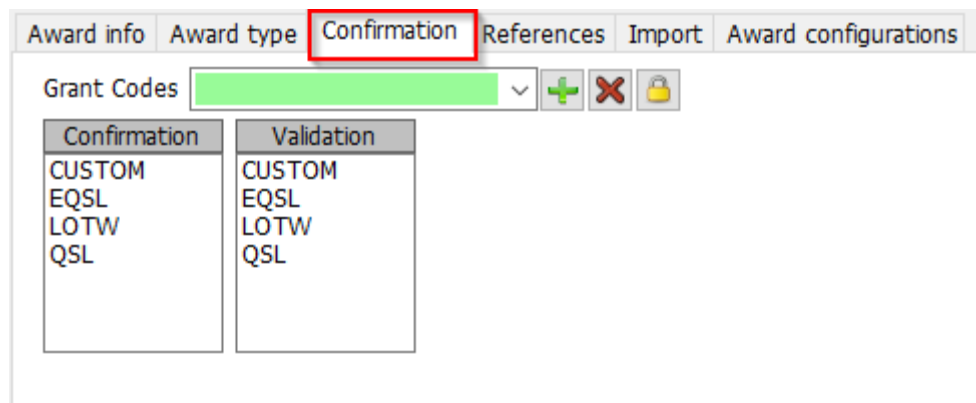 Award info Award type Confirmation References Import Award configurations
Grant Codes
Confirmation Validation
CUSTOM CUSTOM
EQSL EQSL
LOTW LOTW
QSL QSL